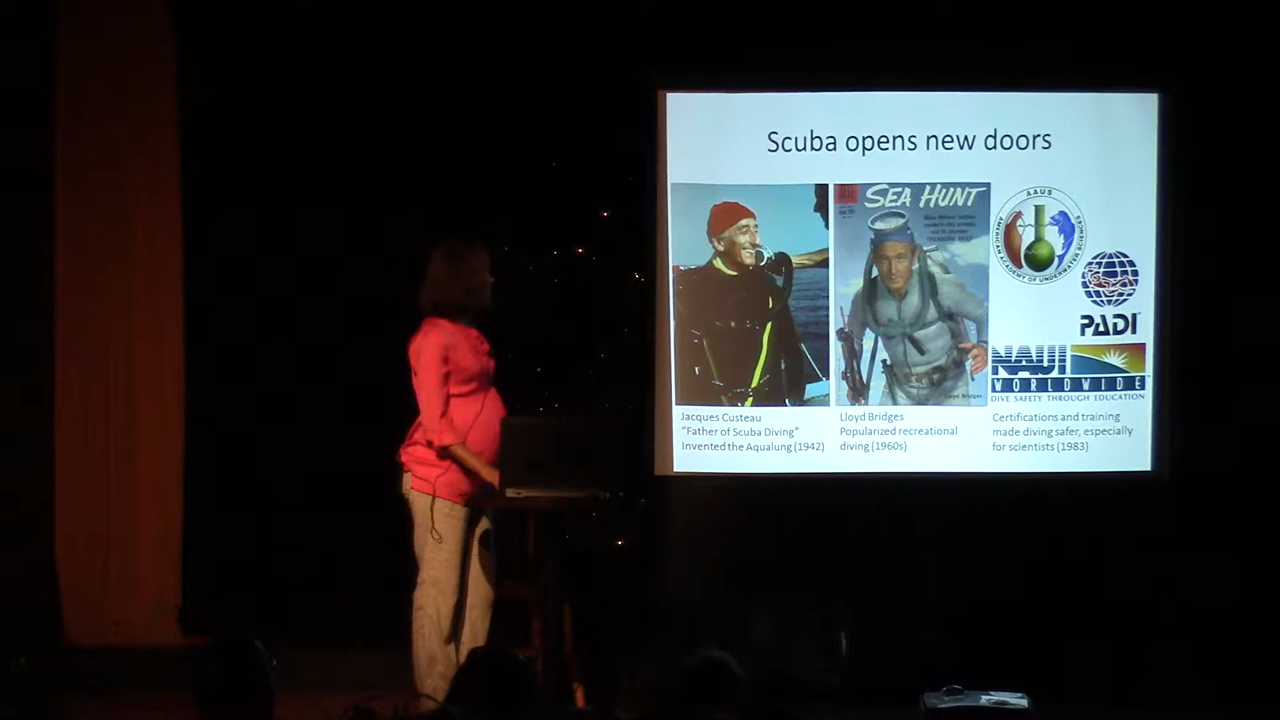 Scuba opens new doors
SEA HUNT
AAUS
AMERICAN ACADEMY OF UNDERWATER SCIENCES
PADI
NAUI
WORLDWIDE
DIVE SAFETY THROUGH EDUCATION
Lloyd Bridges
Jacques Custeau
"Father of Scuba Diving"
Invented the Aqualung (1942)
Lloyd Bridges
Popularized recreational
diving (1960s)
Certifications and training
made diving safer, especially
for scientists (1983)